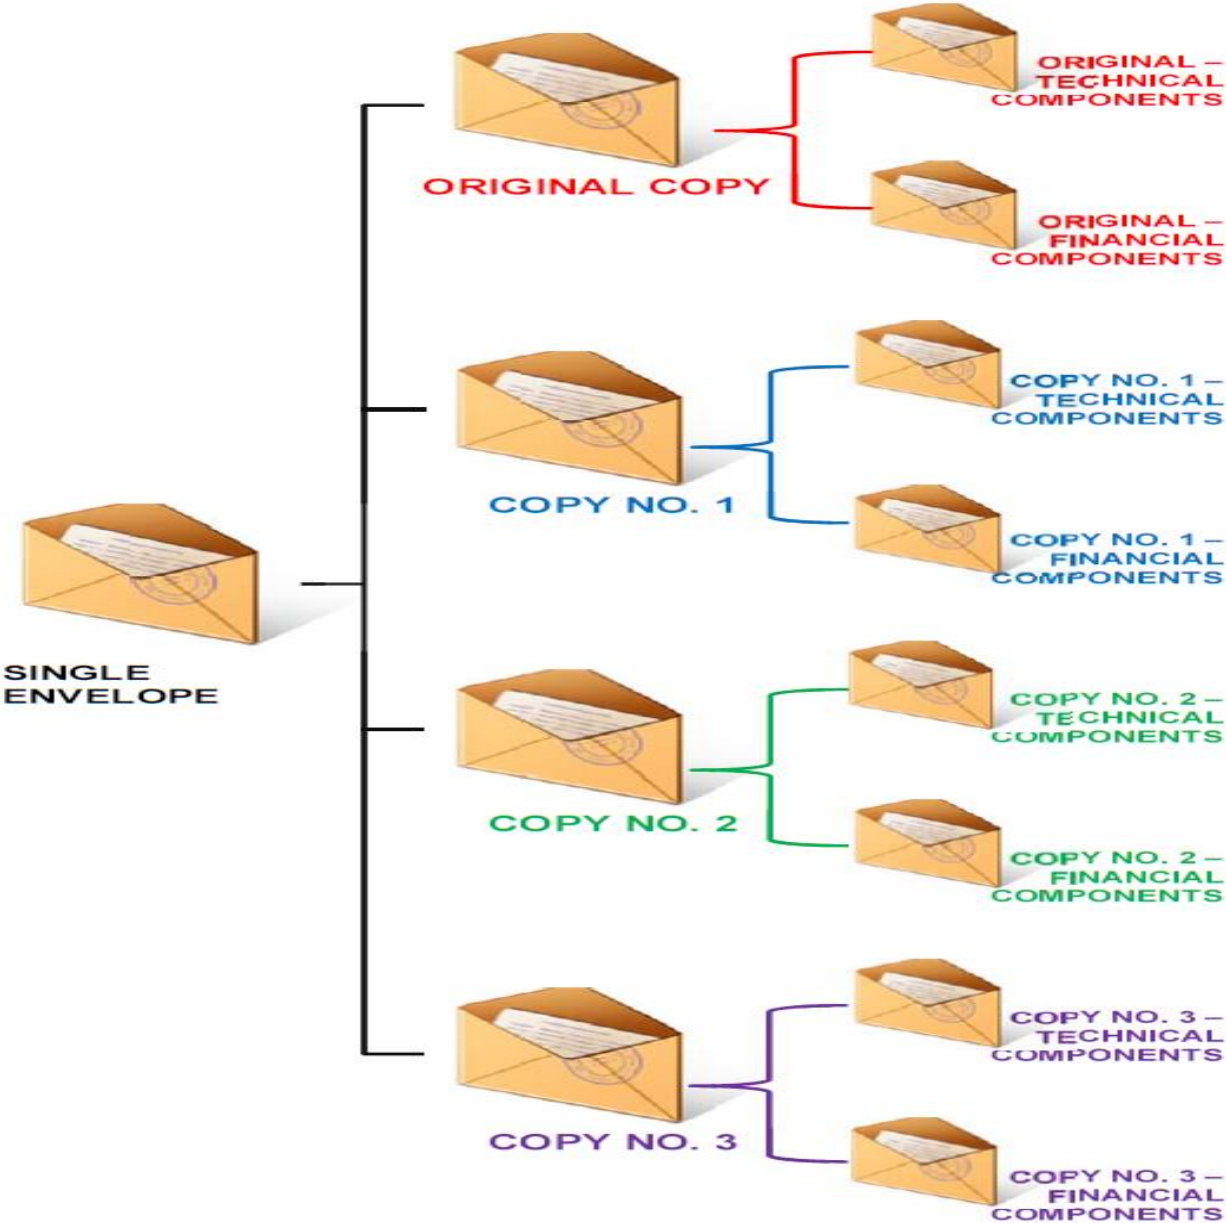 ORIGINAL –
TECHNICAL
COMPONENTS
ORIGINAL COPY
ORIGINAL –
FINANCIAL
COMPONENTS
COPY NO. 1 –
TECHNICAL
COMPONENTS
COPY NO. 1
COPY NO. 1 –
FINANCIAL
COMPONENTS
SINGLE
ENVELOPE
COPY NO. 2 –
TECHNICAL
COMPONENTS
COPY NO. 2
COPY NO. 2 –
FINANCIAL
COMPONENTS
COPY NO. 3 –
TECHNICAL
COMPONENTS
COPY NO. 3
COPY NO. 3 –
FINANCIAL
COMPONENTS